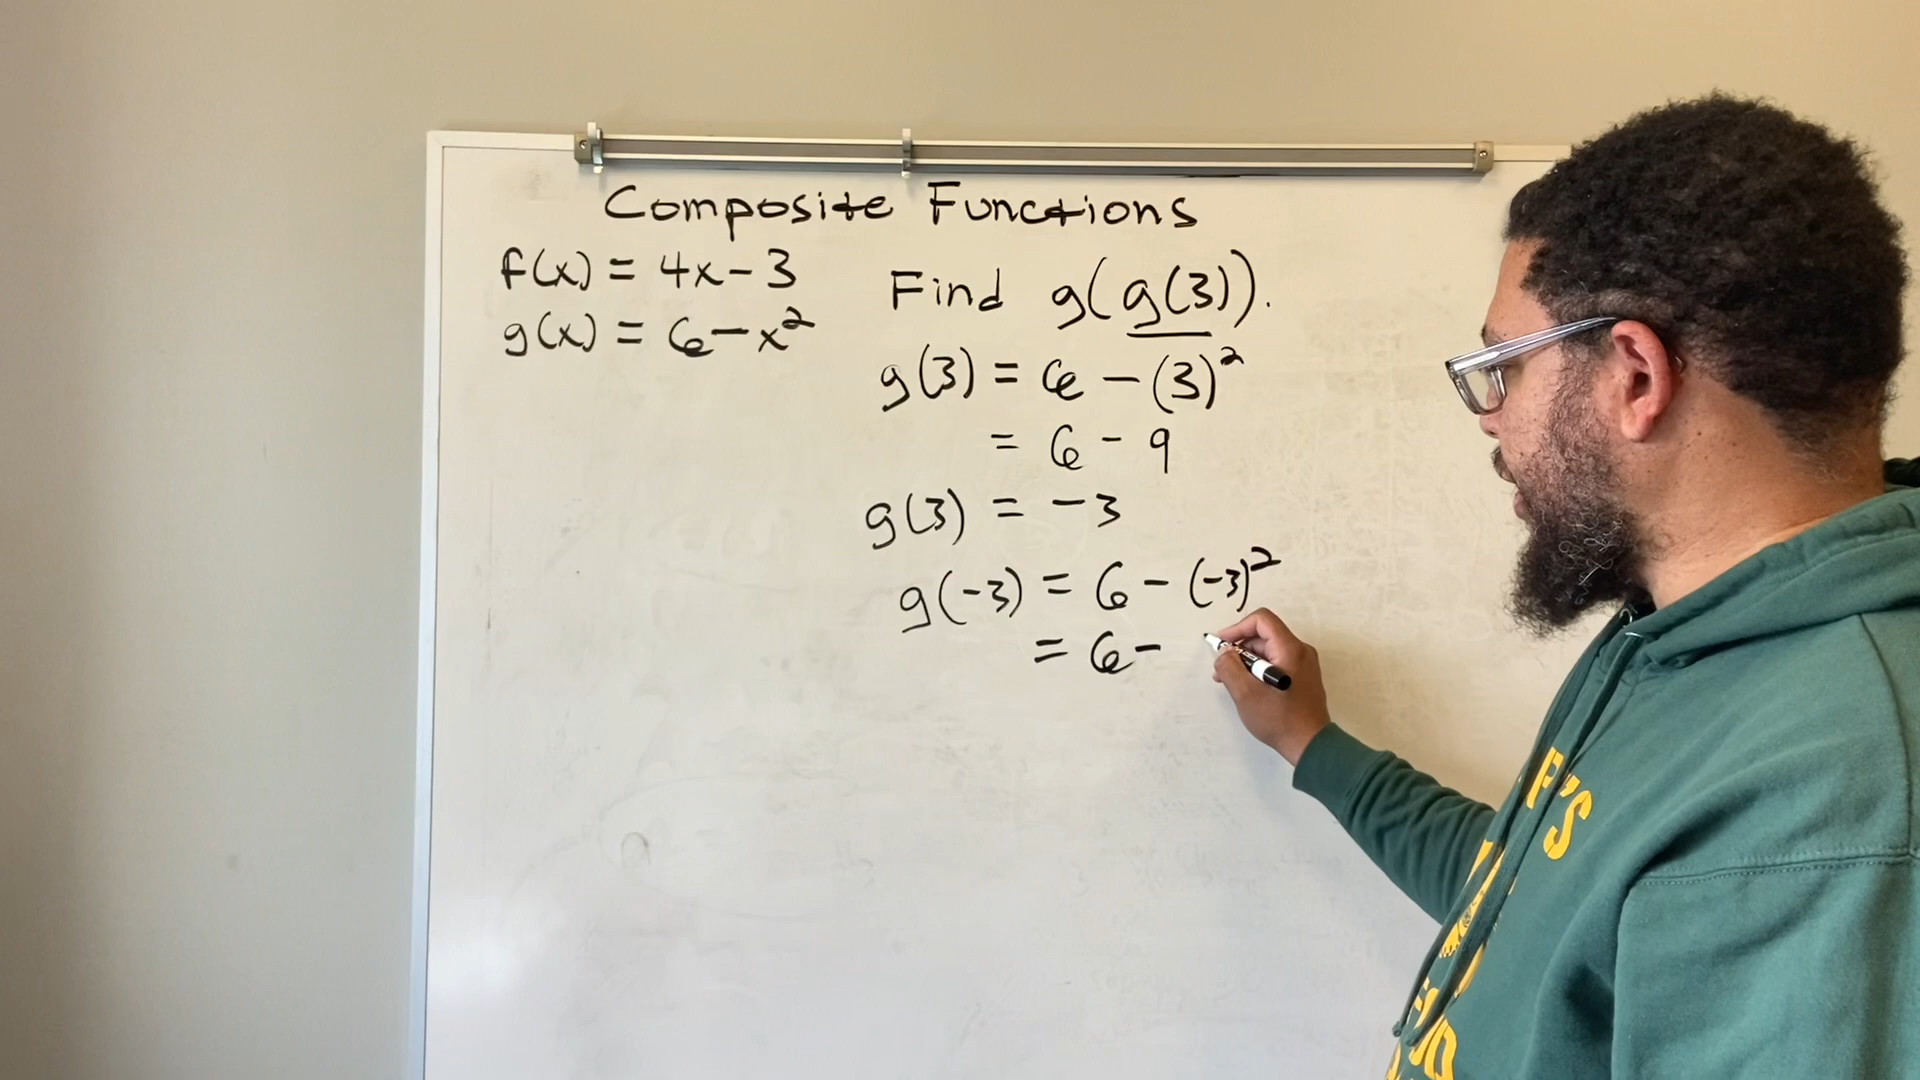 Composite Functions
f(x) = 4x - 3
g(x) = 6 - x²
Find g(g(3)).
g(3) = 6 - (3)²
= 6 - 9
g(3) = -3
g(-3) = 6 - (-3)²
= 6 -